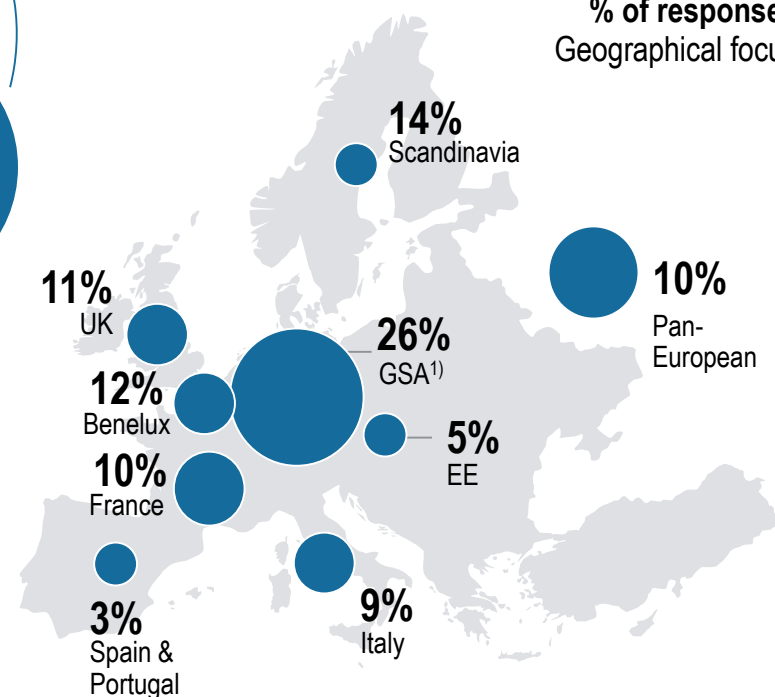 % of response
Geographical focu
14%
Scandinavia
11%
UK
10%
Pan-
European
26%
GSA1)
12%
Benelux
5%
EE
10%
France
9%
Italy
3%
Spain &
Portugal